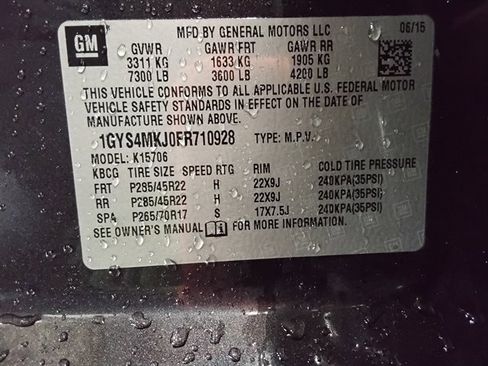 MFD BY GENERAL MOTORS LLC 06/15
GM GVWR GAWR FRT GAWR RR
3311 KG 1633 KG 1905 KG
7300 LB 3600 LB 4200 LB
THIS VEHICLE CONFORMS TO ALL APPLICABLE U.S. FEDERAL MOTOR
VEHICLE SAFETY STANDARDS IN EFFECT ON THE DATE OF
MANUFACTURE SHOWN ABOVE.
1GYS4MKJ0FR710928 TYPE: M.P.V.
MODEL: K15706
KBCG TIRE SIZE SPEED RTG RIM COLD TIRE PRESSURE
FRT P285/45R22 H 22X9J 240KPA(35PSI)
RR P285/45R22 H 22X9J 240KPA(35PSI)
SPA P265/70R17 S 17X7.5J 240KPA(35PSI)
SEE OWNER'S MANUAL FOR MORE INFORMATION.